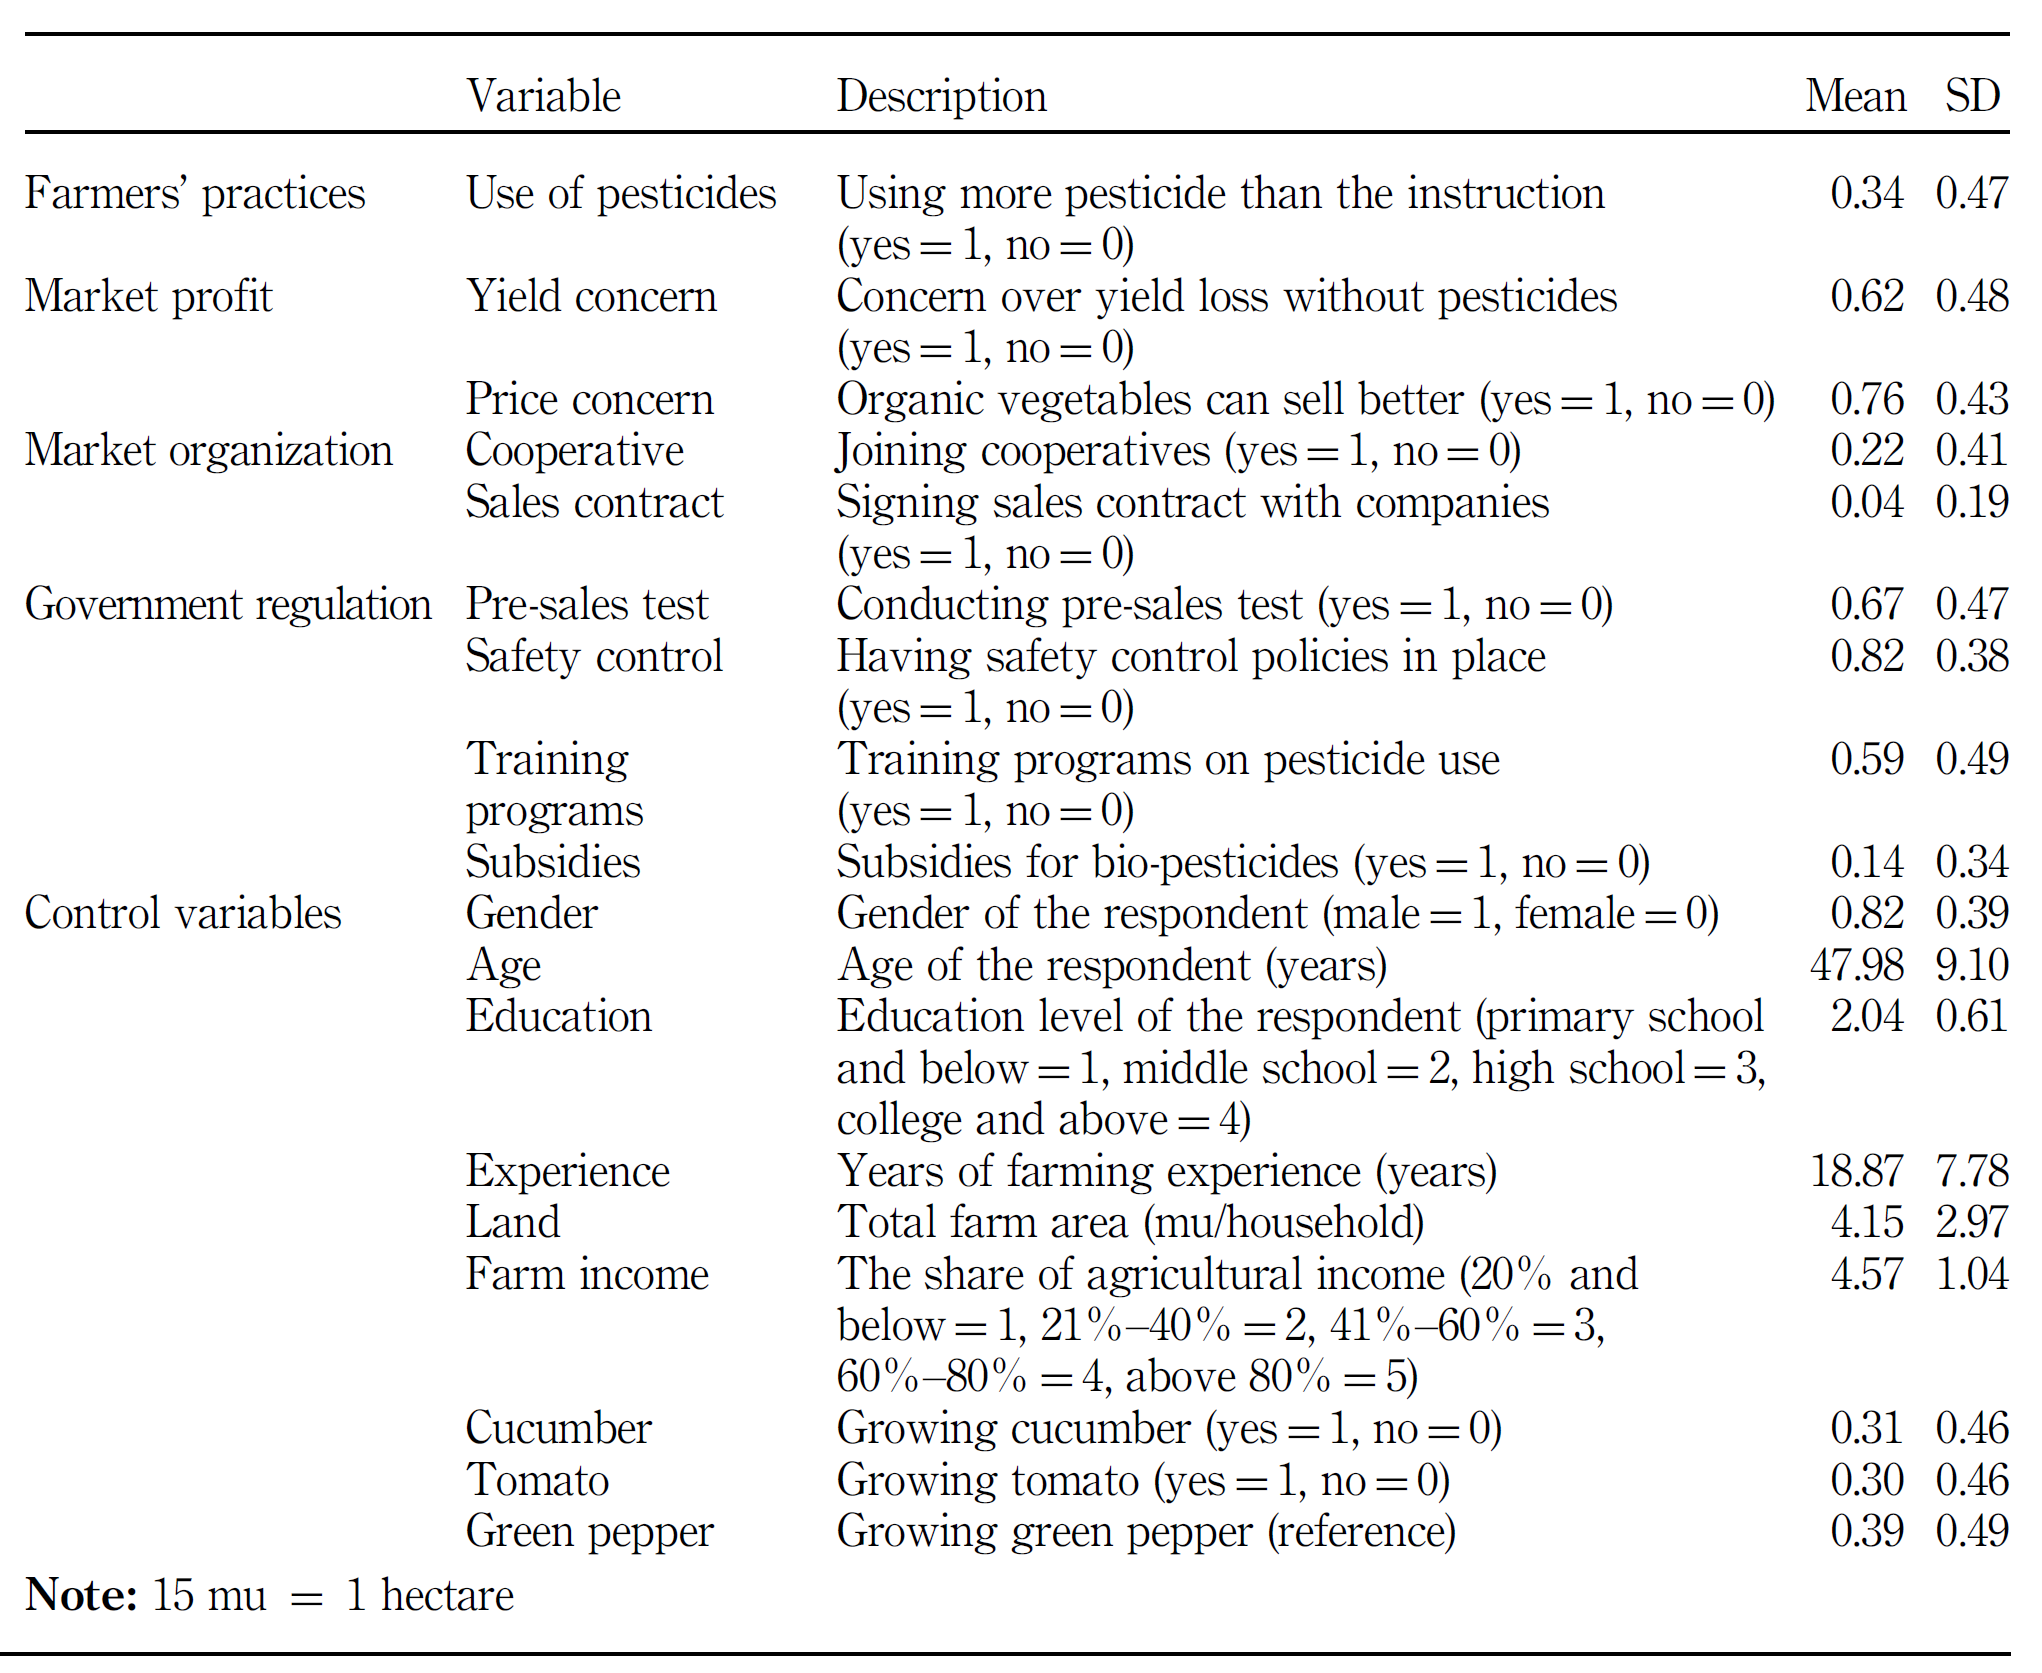 Variable Description Mean SD
Farmers’ practices Use of pesticides Using more pesticide than the instruction 0.34 0.47
(yes = 1, no = 0)
Market profit Yield concern Concern over yield loss without pesticides 0.62 0.48
(yes = 1, no = 0)
Price concern Organic vegetables can sell better (yes = 1, no = 0) 0.76 0.43
Market organization Cooperative Joining cooperatives (yes = 1, no = 0) 0.22 0.41
Sales contract Signing sales contract with companies 0.04 0.19
(yes = 1, no = 0)
Government regulation Pre-sales test Conducting pre-sales test (yes = 1, no = 0) 0.67 0.47
Safety control Having safety control policies in place 0.82 0.38
(yes = 1, no = 0)
Training Training programs on pesticide use 0.59 0.49
programs (yes = 1, no = 0)
Subsidies Subsidies for bio-pesticides (yes = 1, no = 0) 0.14 0.34
Control variables Gender Gender of the respondent (male = 1, female = 0) 0.82 0.39
Age Age of the respondent (years) 47.98 9.10
Education Education level of the respondent (primary school 2.04 0.61
and below = 1, middle school = 2, high school = 3,
college and above = 4)
Experience Years of farming experience (years) 18.87 7.78
Land Total farm area (mu/household) 4.15 2.97
Farm income The share of agricultural income (20% and 4.57 1.04
below = 1, 21%–40% = 2, 41%–60% = 3,
60%–80% = 4, above 80% = 5)
Cucumber Growing cucumber (yes = 1, no = 0) 0.31 0.46
Tomato Growing tomato (yes = 1, no = 0) 0.30 0.46
Green pepper Growing green pepper (reference) 0.39 0.49
Note: 15 mu = 1 hectare